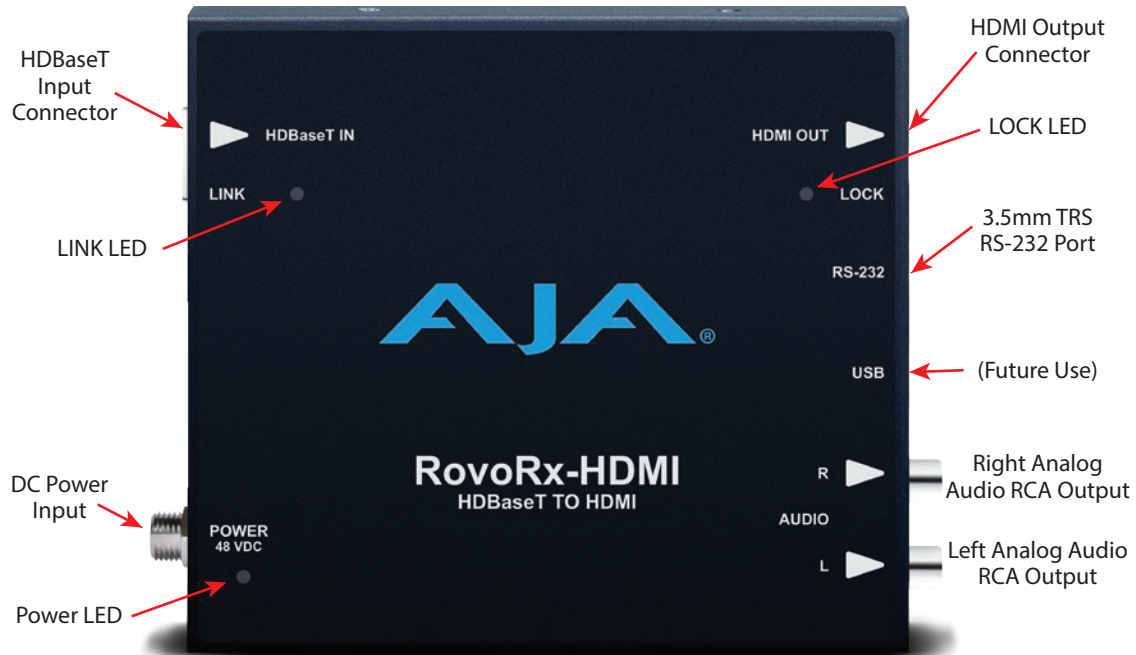 HDBaseT
Input
Connector
HDMI Output
Connector
LOCK LED
HDBaseT IN
HDMI OUT
LINK
LOCK
LINK LED
3.5mm TRS
RS-232 Port
RS-232
AJA®
USB
(Future Use)
RovoRx-HDMI
HDBaseT TO HDMI
R
Right Analog
Audio RCA Output
AUDIO
DC Power
Input
POWER
48 VDC
L
Left Analog Audio
RCA Output
Power LED